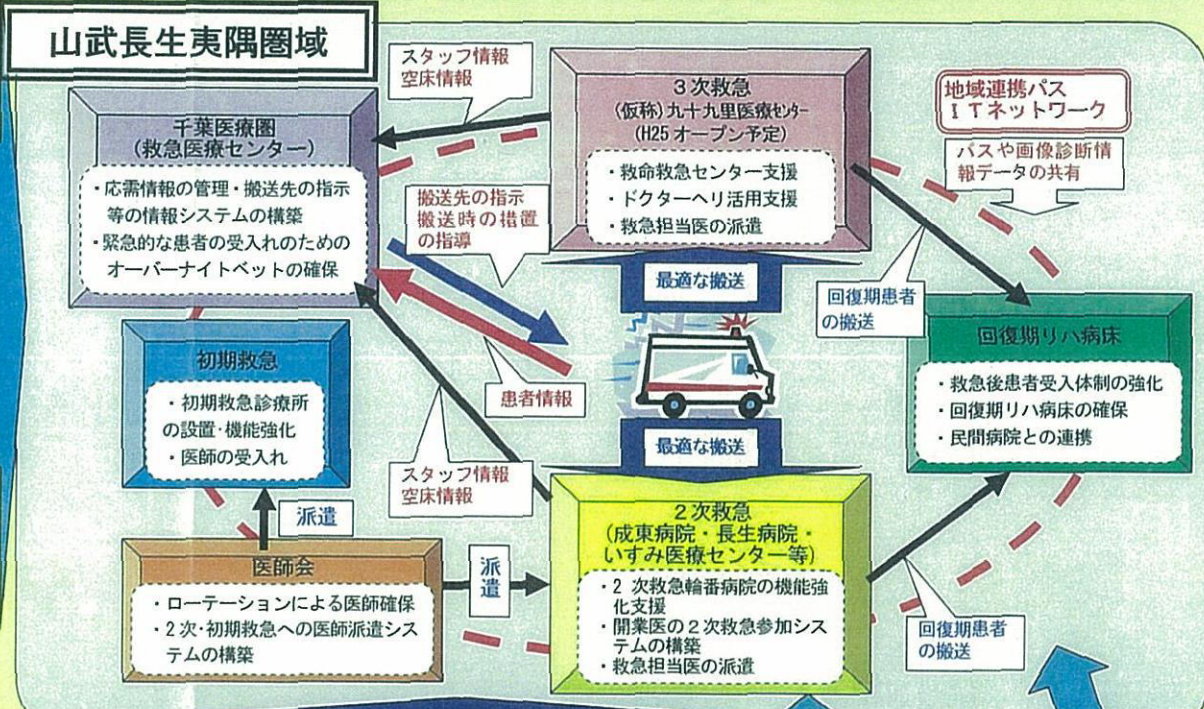 山武長生夷隅圏域
スタッフ情報
空床情報
3次救急
(仮称)九十九里医療センター
(H25 オープン予定)
・救命救急センター支援
・ドクターヘリ活用支援
・救急担当医の派遣
地域連携パス
ITネットワーク
パスや画像診断情
報データの共有
千葉医療圏
(救急医療センター)
・応需情報の管理・搬送先の指示
等の情報システムの構築
・緊急的な患者の受入れのための
オーバーナイトベットの確保
搬送先の指示
搬送時の措置
の指導
最適な搬送
回復期患者
の搬送
初期救急
・初期救急診療所
の設置・機能強化
・医師の受入れ
患者情報
回復期リハ病床
・救急後患者受入体制の強化
・回復期リハ病床の確保
・民間病院との連携
最適な搬送
スタッフ情報
空床情報
派遣
医師会
・ローテーションによる医師確保
・2次・初期救急への医師派遣シス
テムの構築
派遣
2次救急
(成東病院・長生病院・
いすみ医療センター等)
・2 次救急輪番病院の機能強
化支援
・開業医の2次救急参加シス
テムの構築
・救急担当医の派遣
回復期患者
の搬送